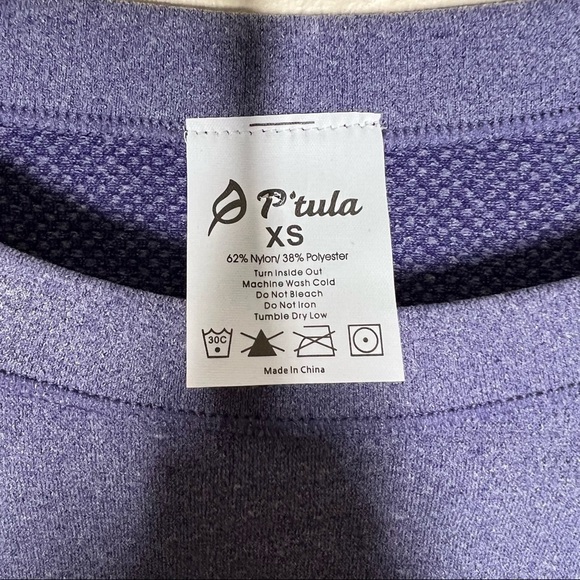 P'tula
XS
62% Nylon/ 38% Polyester
Turn Inside Out
Machine Wash Cold
Do Not Bleach
Do Not Iron
Tumble Dry Low
30C
Made In China